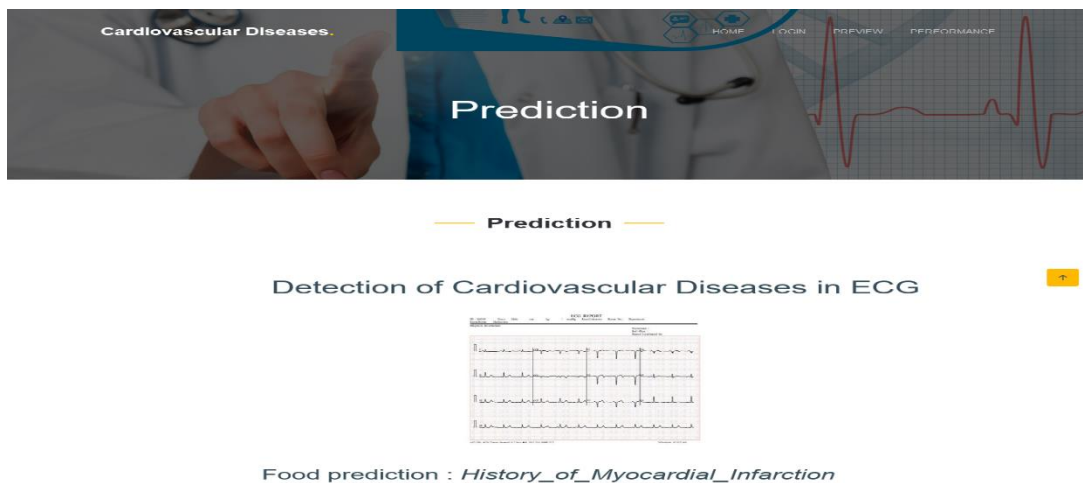 Cardiovascular Diseases.
HOME LOGIN PREVIEW PERFORMANCE
Prediction
Prediction
Detection of Cardiovascular Diseases in ECG
ECG REPORT
Food prediction : History_of_Myocardial_Infarction